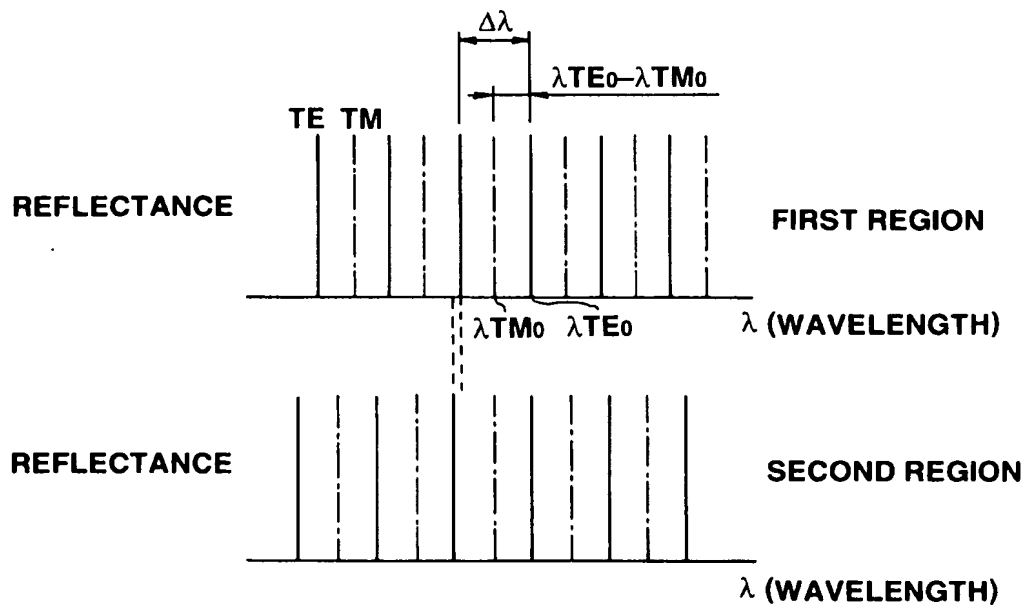 Δλ
λTE0–λTM0
TE TM
REFLECTANCE
FIRST REGION
λTM0 λTE0
λ (WAVELENGTH)
REFLECTANCE
SECOND REGION
λ (WAVELENGTH)